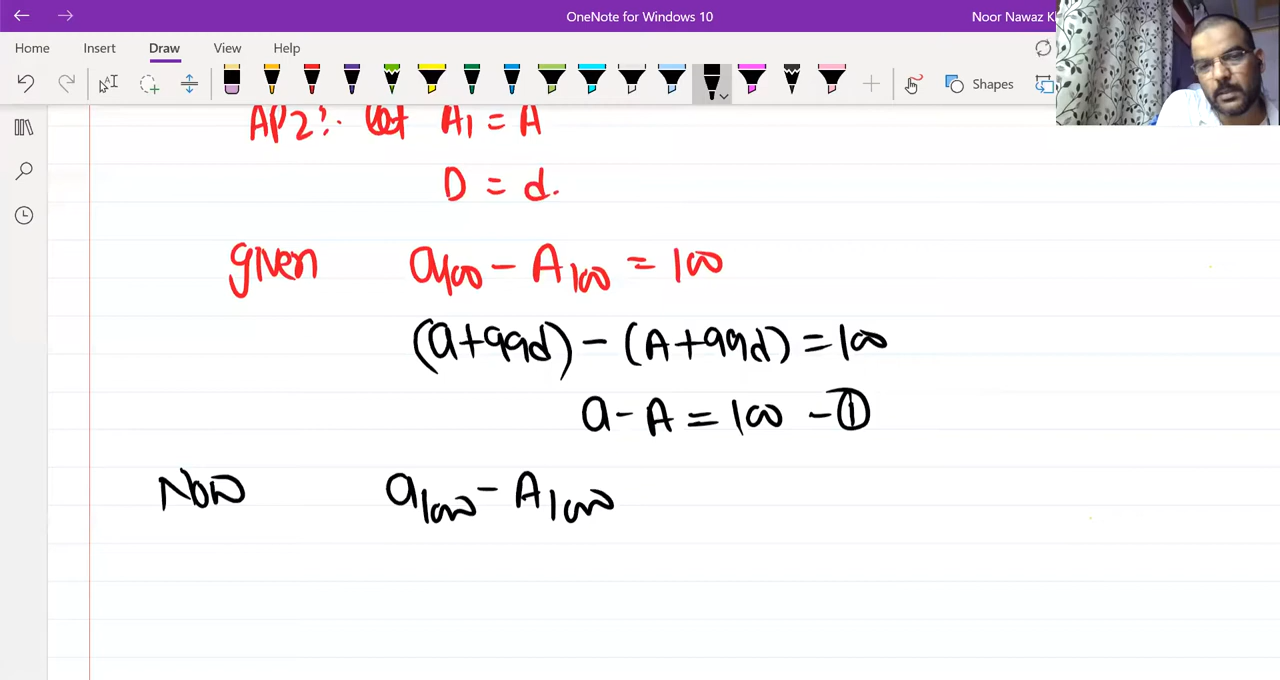 OneNote for Windows 10
Noor Nawaz K
Home Insert Draw View Help
Shapes
AP2:- let A₁ = A
D = d.
given a₁₀₀ - A₁₀₀ = 100
(a+99d) - (A+99d) = 100
a - A = 100 - ①
Now a₁₀₀₀ - A₁₀₀₀